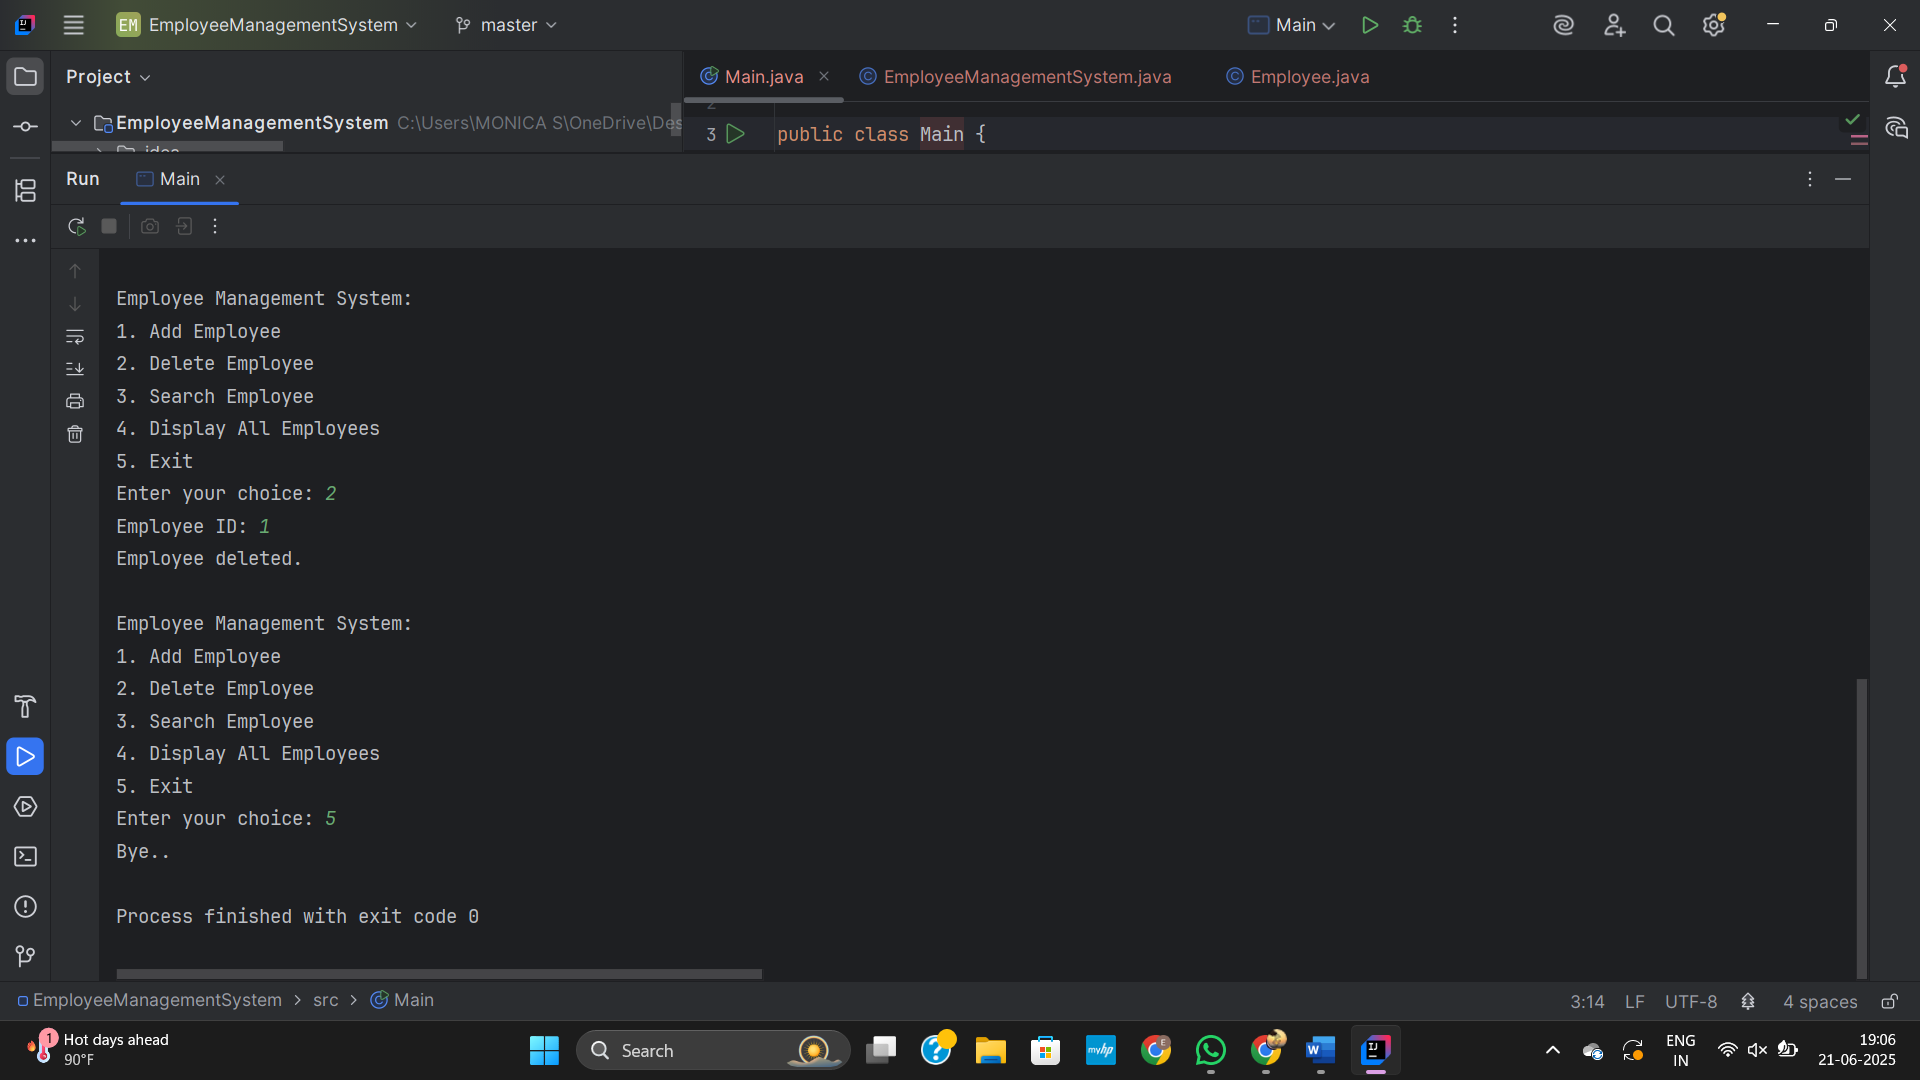 EM EmployeeManagementSystem master Main
Project
Main.java EmployeeManagementSystem.java Employee.java
EmployeeManagementSystem C:\Users\MONICA S\OneDrive\Des
2
3 public class Main {
Run Main
Employee Management System:
1. Add Employee
2. Delete Employee
3. Search Employee
4. Display All Employees
5. Exit
Enter your choice: 2
Employee ID: 1
Employee deleted.
Employee Management System:
1. Add Employee
2. Delete Employee
3. Search Employee
4. Display All Employees
5. Exit
Enter your choice: 5
Bye..
Process finished with exit code 0
EmployeeManagementSystem > src > Main
3:14 LF UTF-8 4 spaces
1 Hot days ahead
90°F
Search
myhp
E
W
IJ
ENG
IN
19:06
21-06-2025